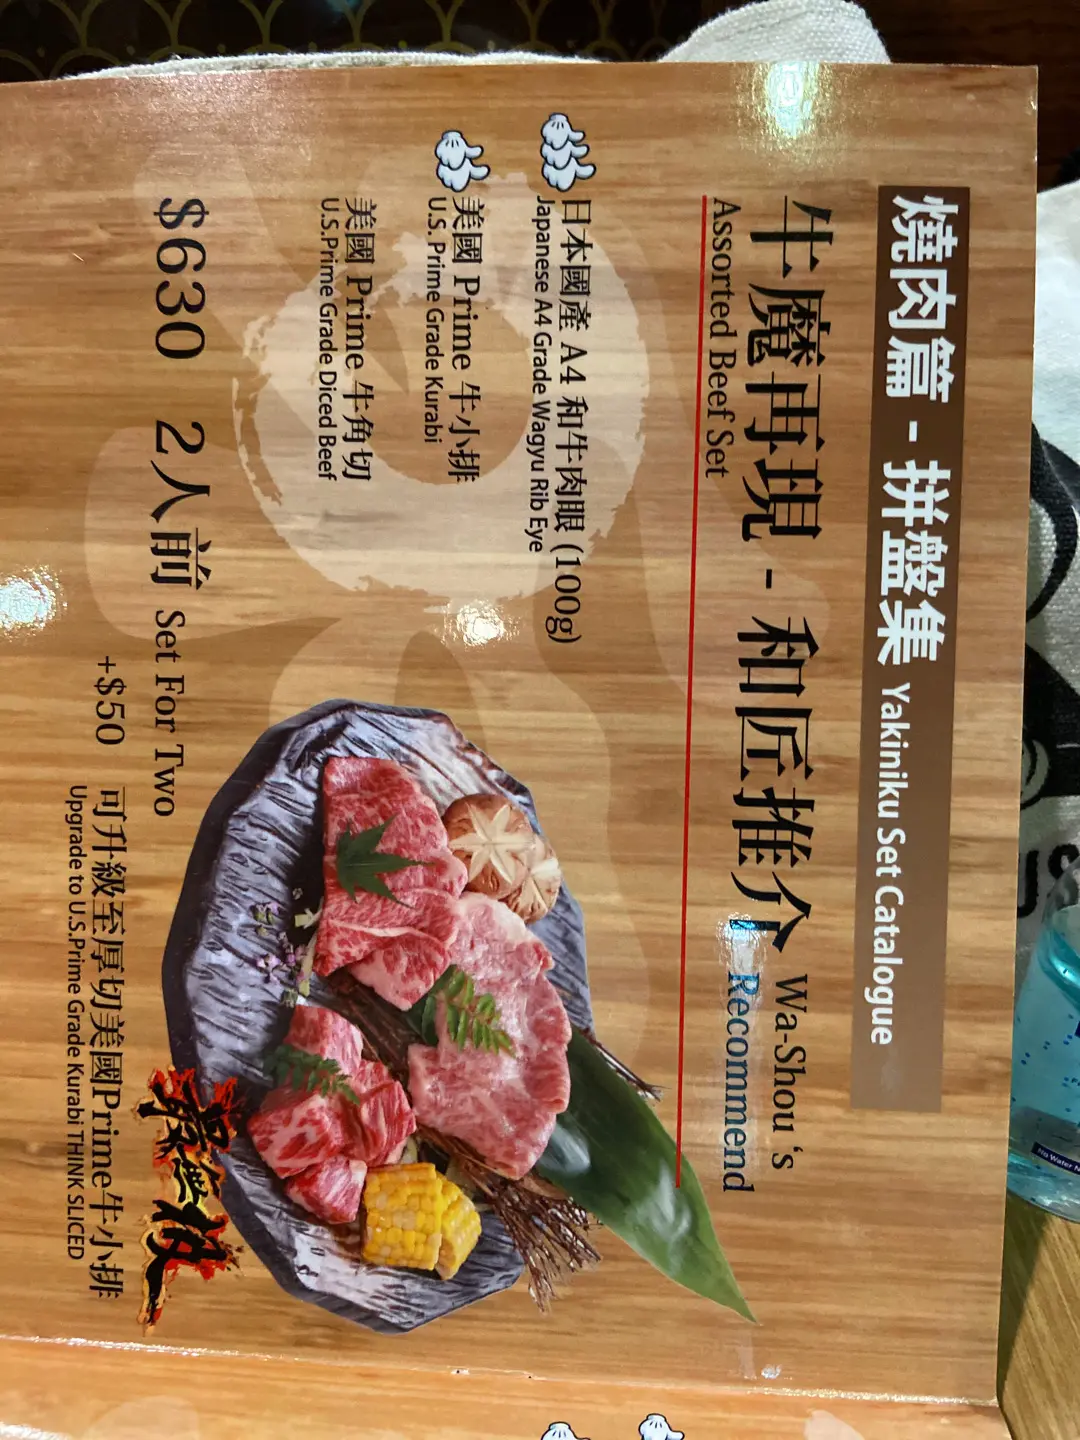 燒肉篇 - 拼盤集 Yakiniku Set Catalogue
牛魔再現 - 和匠推介 Wa-Shou 's
Assorted Beef Set
Recommend
日本國產 A4 和牛肉眼 (100g)
Japanese A4 Grade Wagyu Rib Eye
美國 Prime 牛小排
U.S. Prime Grade Kurabi
美國 Prime 牛角切
U.S.Prime Grade Diced Beef
$630 2人前 Set For Two
+$50 可升級至厚切美國Prime牛小排
Upgrade to U.S.Prime Grade Kurabi THINK SLICED